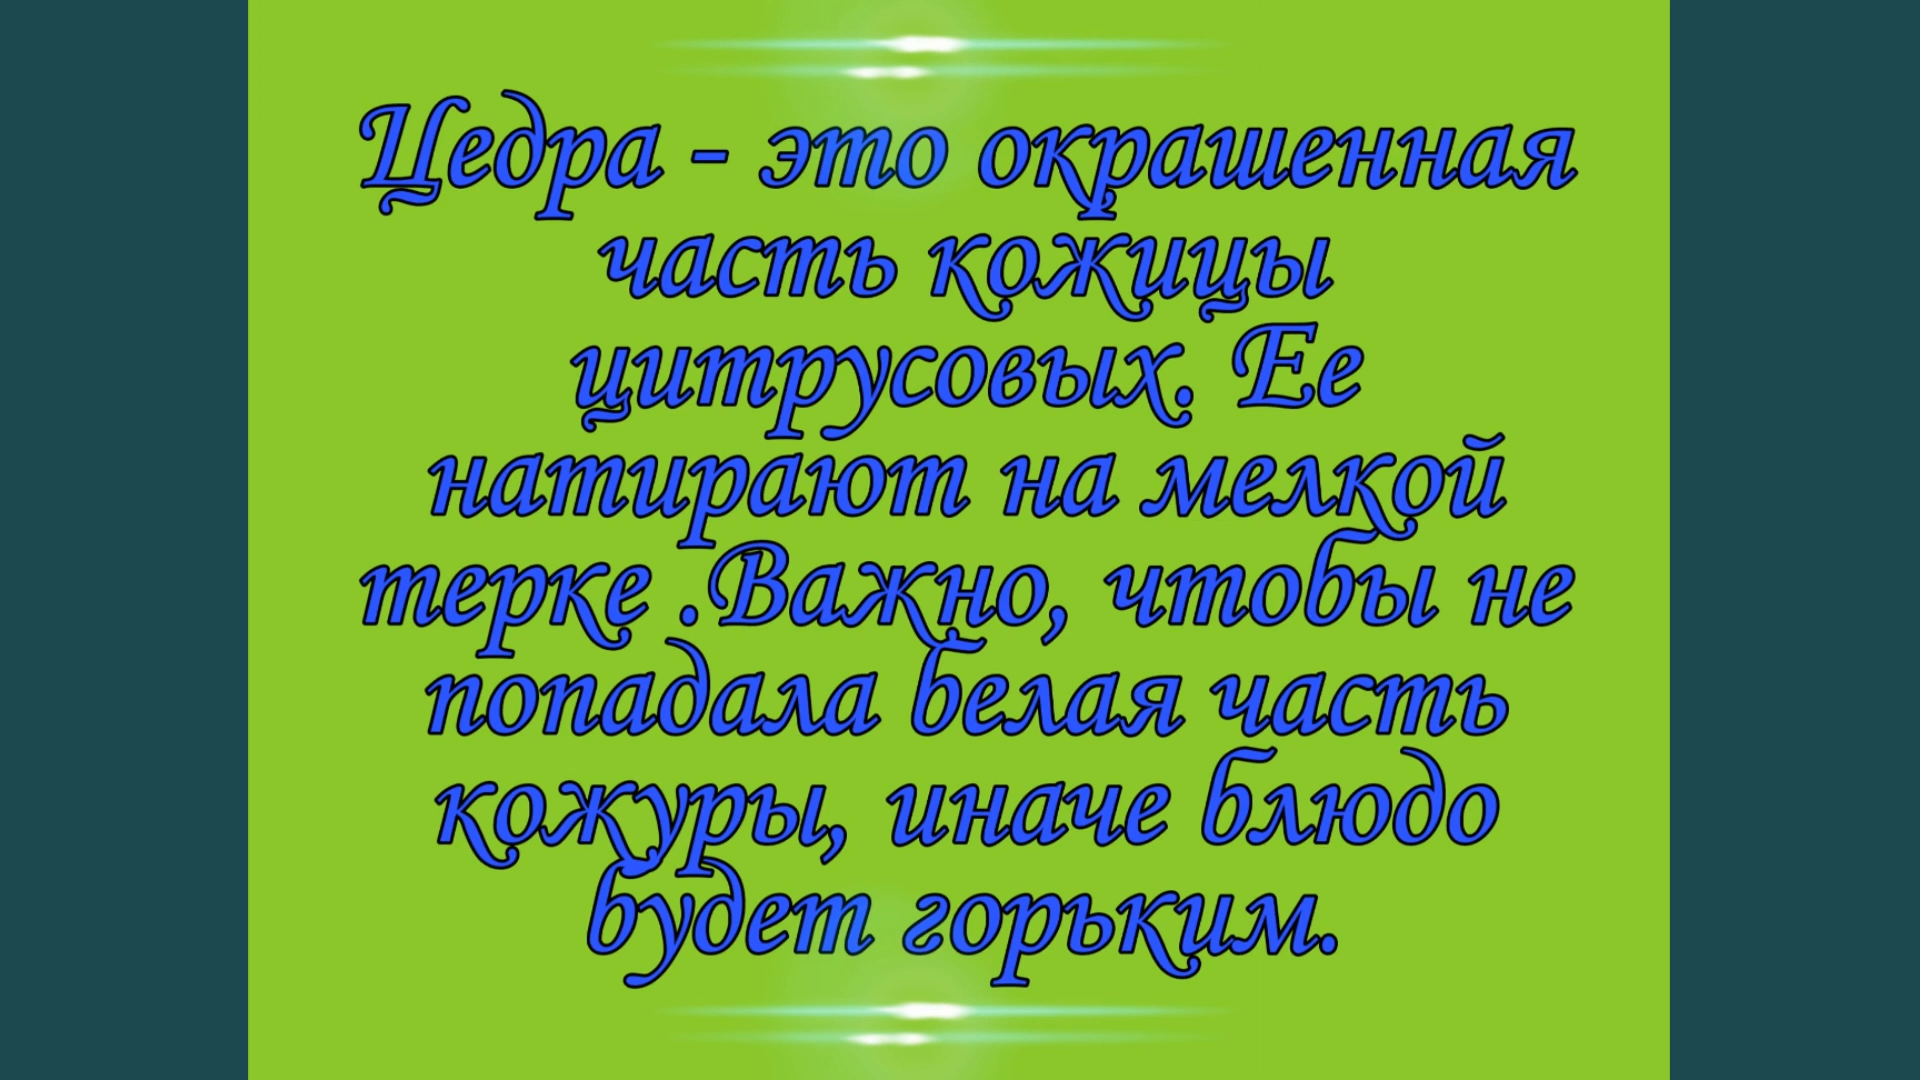 Цедра - это окрашенная
часть кожицы
цитрусовых. Ее
натирают на мелкой
терке .Важно, чтобы не
попадала белая часть
кожуры, иначе блюдо
будет горьким.